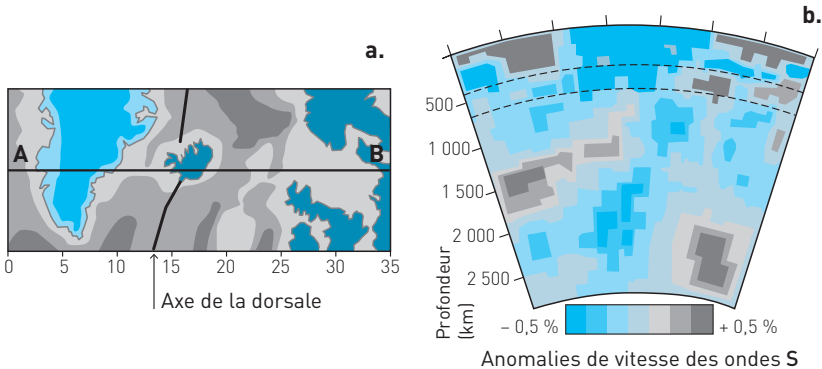 a.
A
B
0 5 10 15 20 25 30 35
Axe de la dorsale
b.
500
1 000
1 500
2 000
2 500
Profondeur
(km)
– 0,5 % + 0,5 %
Anomalies de vitesse des ondes S